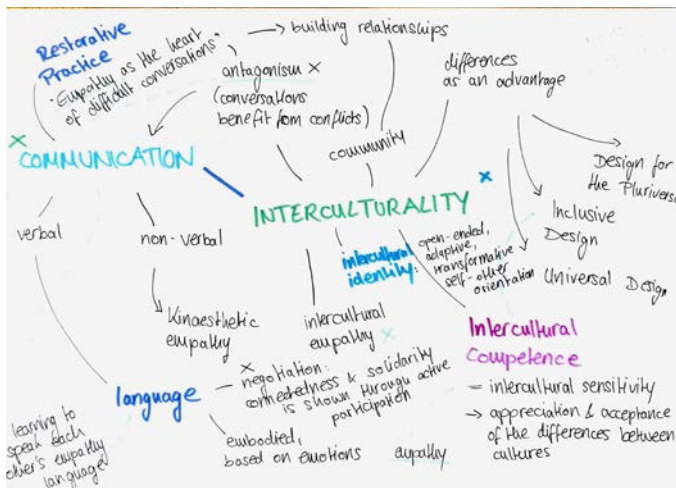 Restorative
Practice
"Empathy as the heart
of difficult conversations"
building relationships
antagonism ×
(conversations
benefit from conflicts)
differences
as an advantage
community
× COMMUNICATION
INTERCULTURALITY ×
Design for
the Pluriverse
Inclusive
Design
Universal Design
verbal
non-verbal
intercultural
identity:
open-ended,
adaptive,
transformative
self-other
orientation
Kinaesthetic
empathy
intercultural
empathy ×
Intercultural
Competence
= intercultural sensitivity
→ appreciation & acceptance
of the differences between
cultures
language
× negotiation:
connectedness & solidarity
is shown through active
participation
embodied,
based on emotions
empathy
learning to
speak each
other's empathy
language